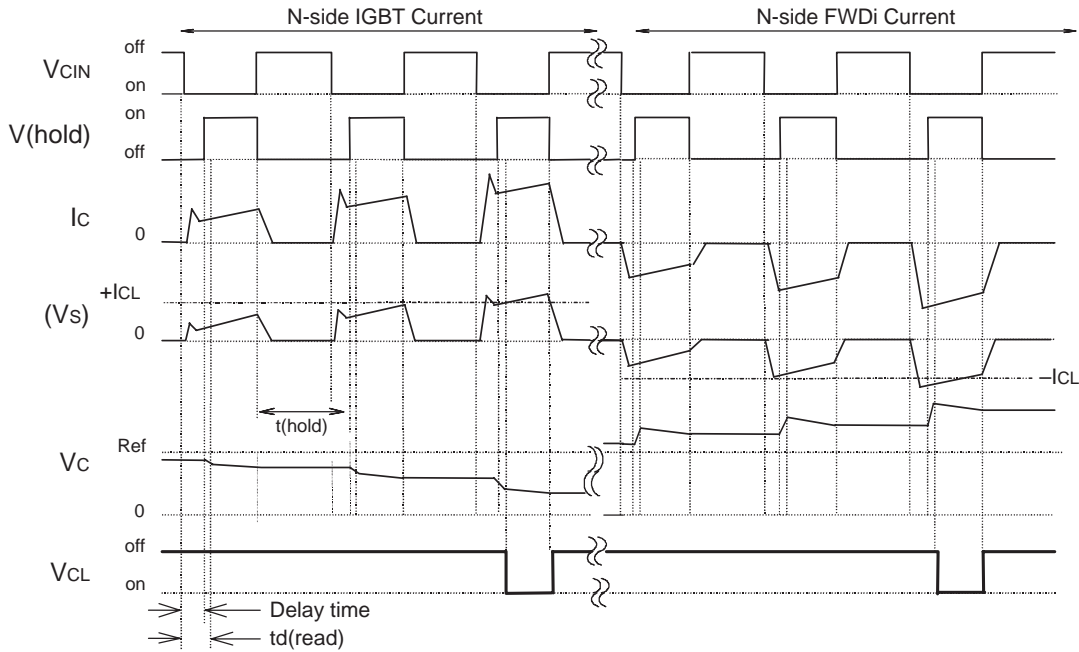 N-side IGBT Current
N-side FWDi Current
VCIN
off
on
V(hold)
on
off
IC
0
+ICL
(VS)
0
–ICL
t(hold)
Ref
VC
0
off
VCL
on
Delay time
td(read)